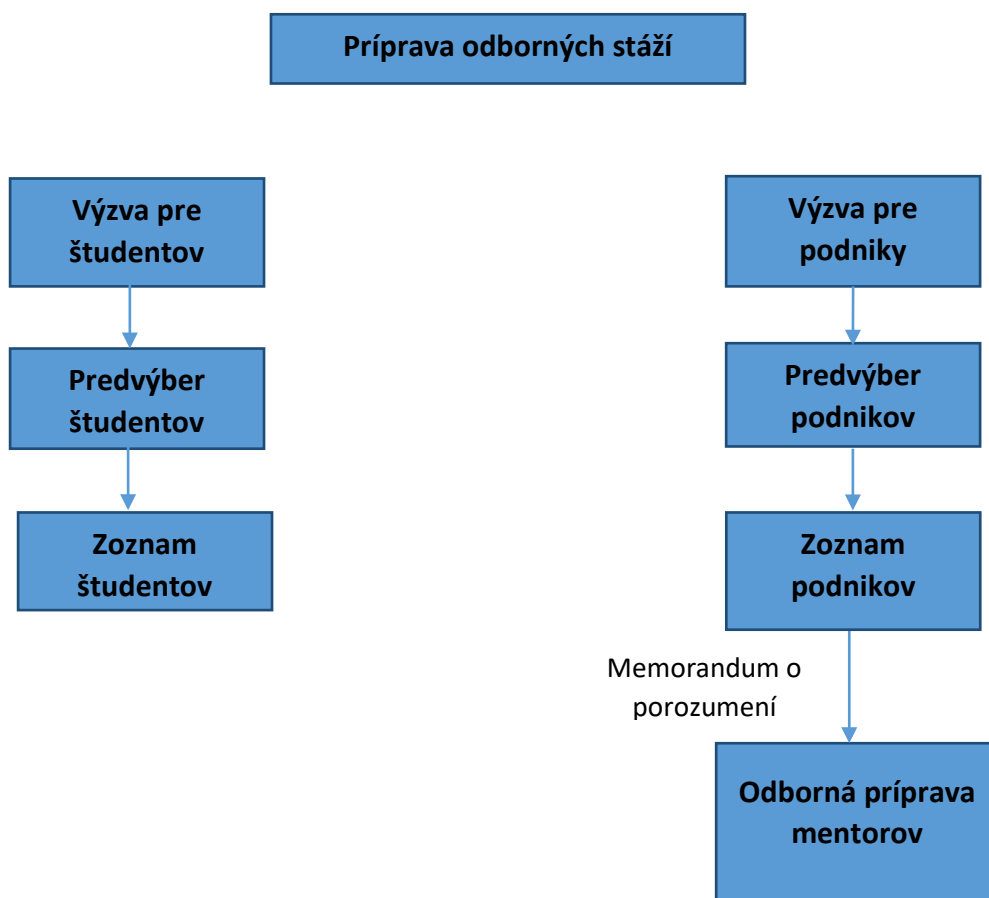 Príprava odborných stáží
Výzva pre
študentov
Predvýber
študentov
Zoznam
študentov
Výzva pre
podniky
Predvýber
podnikov
Zoznam
podnikov
Memorandum o
porozumení
Odborná príprava
mentorov